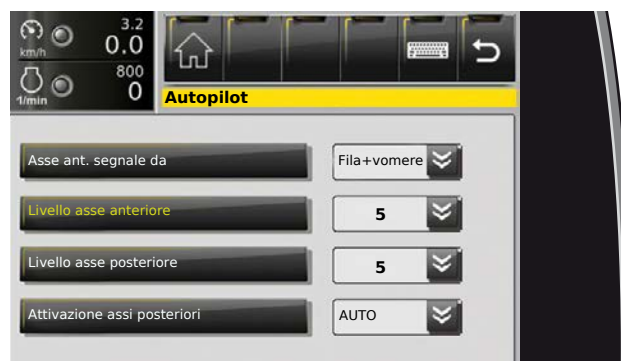 3.2
km/h 0.0
800
1/min 0
Autopilot
Asse ant. segnale da Fila+vomere
Livello asse anteriore 5
Livello asse posteriore 5
Attivazione assi posteriori AUTO